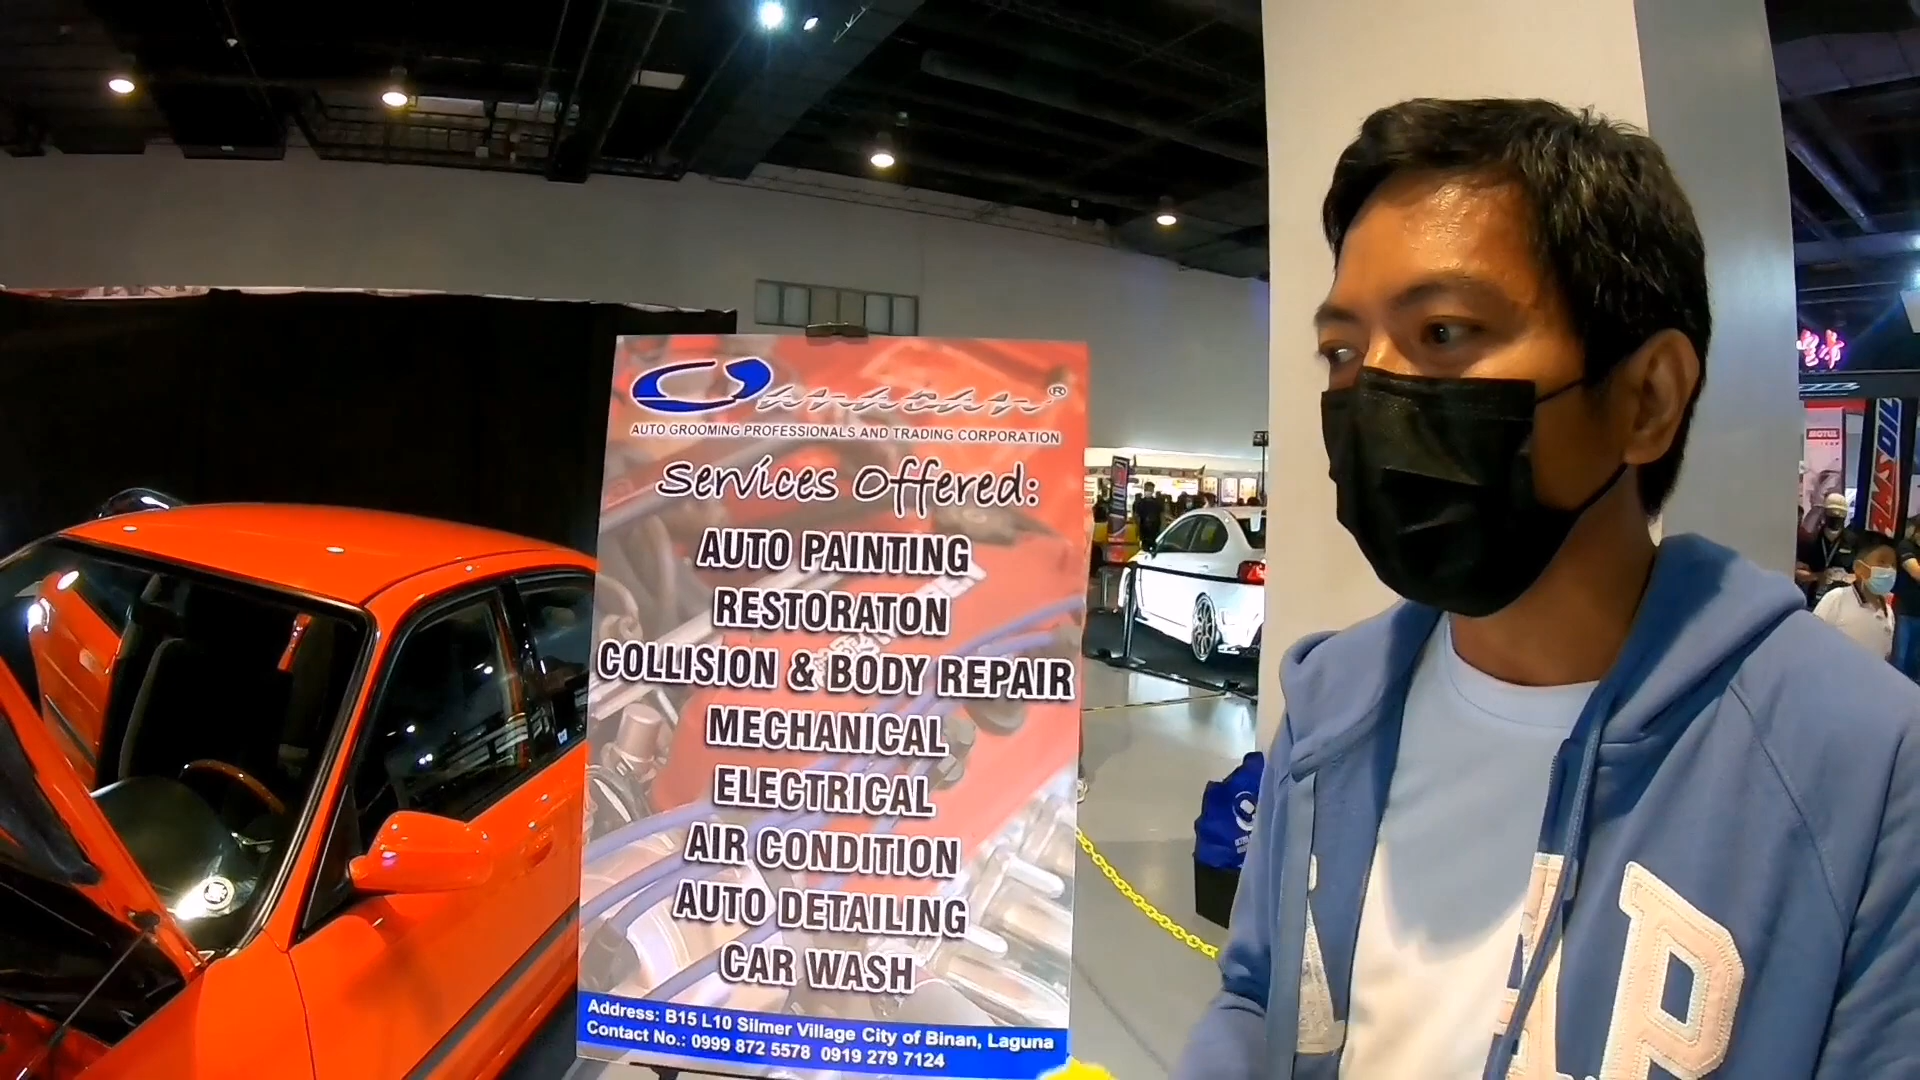 AUTO GROOMING PROFESSIONALS AND TRADING CORPORATION
Services Offered:
AUTO PAINTING
RESTORATON
COLLISION & BODY REPAIR
MECHANICAL
ELECTRICAL
AIR CONDITION
AUTO DETAILING
CAR WASH
Address: B15 L10 Silmer Village City of Binan, Laguna
Contact No.: 0999 872 5578 0919 279 7124
MOTUL
AMSOIL